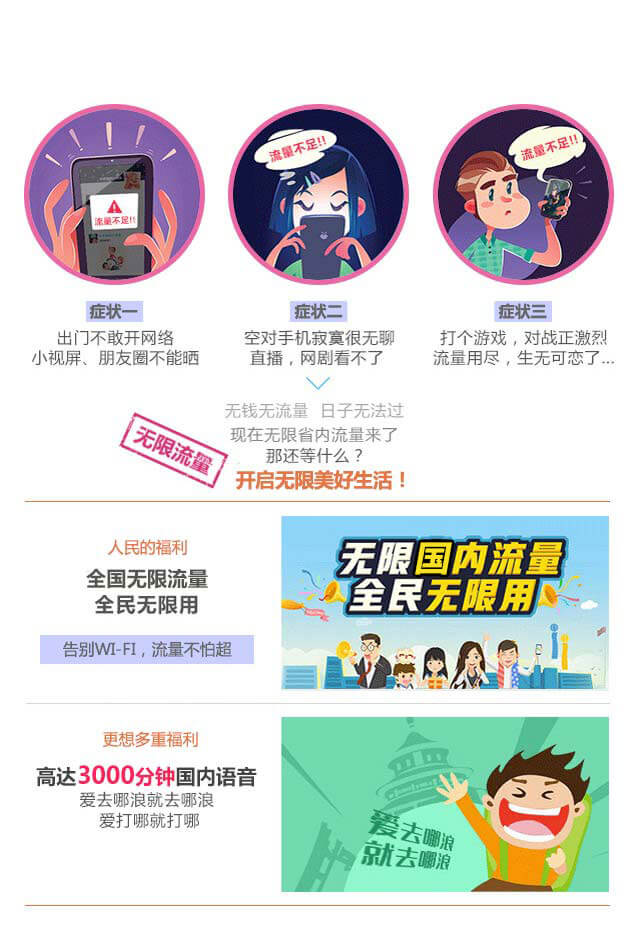 流量不足!!
流量不足!!
流量不足!!
症状一
症状二
症状三
出门不敢开网络
小视屏、朋友圈不能晒
空对手机寂寞很无聊
直播，网剧看不了
打个游戏，对战正激烈
流量用尽，生无可恋了...
无钱无流量 日子无法过
现在无限省内流量来了
那还等什么？
无限流量
开启无限美好生活！
人民的福利
全国无限流量
全民无限用
告别WI-FI，流量不怕超
无限国内流量
全民无限用
更想多重福利
高达3000分钟国内语音
爱去哪浪就去哪浪
爱打哪就打哪
爱去哪浪
就去哪浪